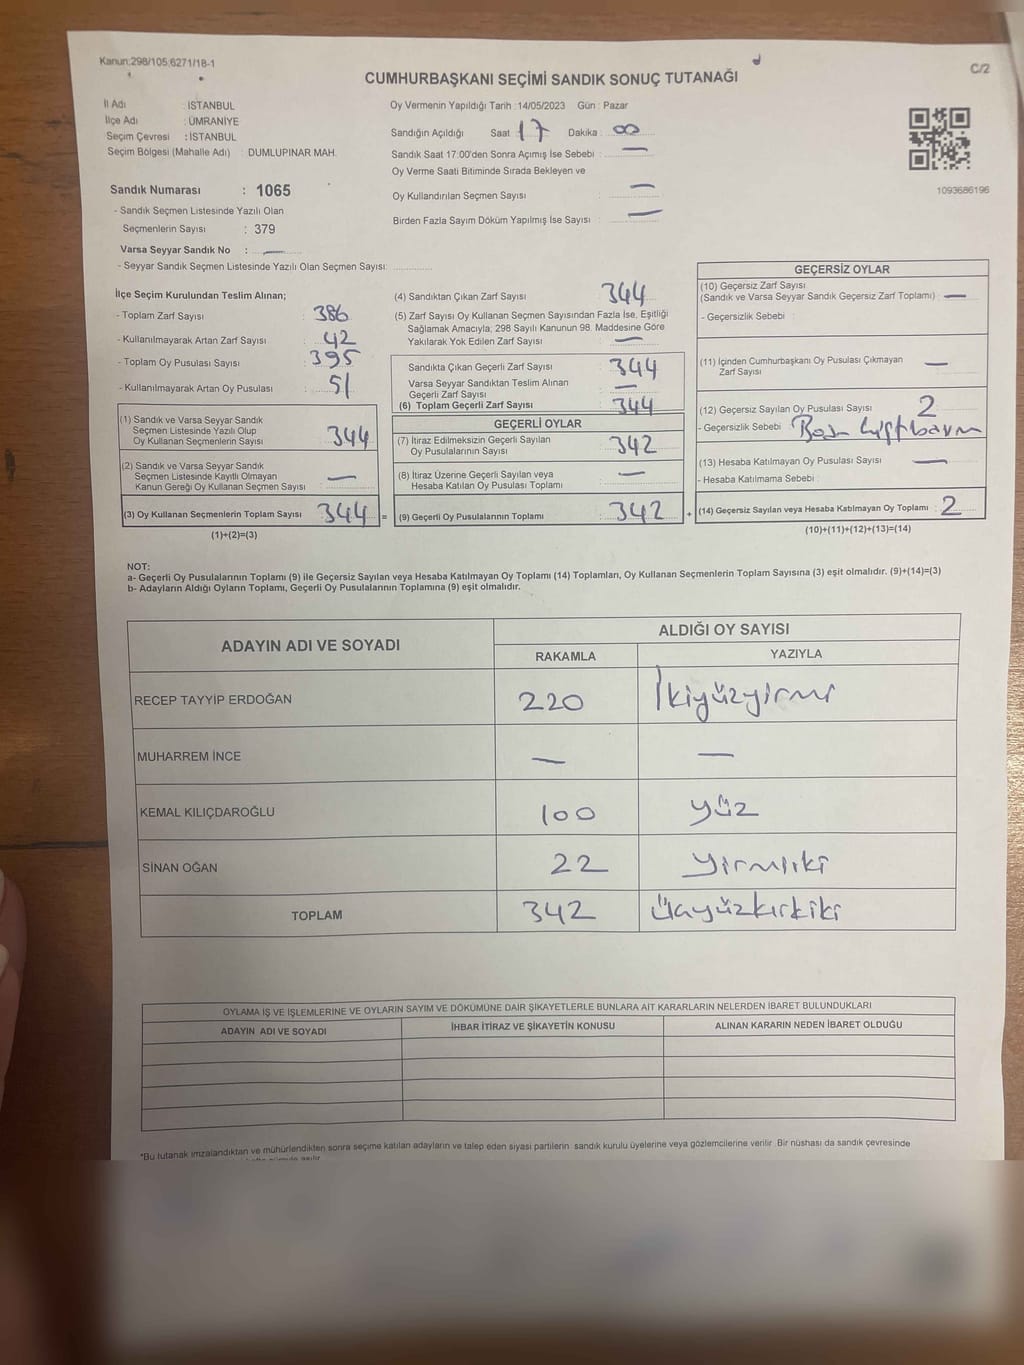 Kanun:298/105;6271/18-1
C/2
CUMHURBAŞKANI SEÇİMİ SANDIK SONUÇ TUTANAĞI
İl Adı : İSTANBUL
İlçe Adı : ÜMRANİYE
Seçim Çevresi : İSTANBUL
Seçim Bölgesi (Mahalle Adı) : DUMLUPINAR MAH.
Oy Vermenin Yapıldığı Tarih : 14/05/2023 Gün : Pazar
Sandığın Açıldığı Saat 17 Dakika : 00
Sandık Saat 17:00'den Sonra Açımış İse Sebebi : —
Oy Verme Saati Bitiminde Sırada Bekleyen ve
Oy Kullandırılan Seçmen Sayısı : —
Birden Fazla Sayım Döküm Yapılmış İse Sayısı : —
1093686196
Sandık Numarası : 1065
- Sandık Seçmen Listesinde Yazılı Olan
Seçmenlerin Sayısı : 379
Varsa Seyyar Sandık No : —
- Seyyar Sandık Seçmen Listesinde Yazılı Olan Seçmen Sayısı:
İlçe Seçim Kurulundan Teslim Alınan;
- Toplam Zarf Sayısı : 386
- Kullanılmayarak Artan Zarf Sayısı : 42
- Toplam Oy Pusulası Sayısı : 395
- Kullanılmayarak Artan Oy Pusulası : 51
(1) Sandık ve Varsa Seyyar Sandık
Seçmen Listesinde Yazılı Olup
Oy Kullanan Seçmenlerin Sayısı 344
(2) Sandık ve Varsa Seyyar Sandık
Seçmen Listesinde Kayıtlı Olmayan
Kanun Gereği Oy Kullanan Seçmen Sayısı —
(3) Oy Kullanan Seçmenlerin Toplam Sayısı 344 =
(1)+(2)=(3)
(4) Sandıktan Çıkan Zarf Sayısı : 344
(5) Zarf Sayısı Oy Kullanan Seçmen Sayısından Fazla İse, Eşitliği
Sağlamak Amacıyla; 298 Sayılı Kanunun 98. Maddesine Göre
Yakılarak Yok Edilen Zarf Sayısı : —
Sandıkta Çıkan Geçerli Zarf Sayısı : 344
Varsa Seyyar Sandıktan Teslim Alınan
Geçerli Zarf Sayısı : —
(6) Toplam Geçerli Zarf Sayısı : 344
GEÇERLİ OYLAR
(7) İtiraz Edilmeksizin Geçerli Sayılan
Oy Pusulalarının Sayısı : 342
(8) İtiraz Üzerine Geçerli Sayılan veya
Hesaba Katılan Oy Pusulası Toplamı : —
(9) Geçerli Oy Pusulalarının Toplamı : 342 +
GEÇERSİZ OYLAR
(10) Geçersiz Zarf Sayısı
(Sandık ve Varsa Seyyar Sandık Geçersiz Zarf Toplamı) : —
- Geçersizlik Sebebi :
(11) İçinden Cumhurbaşkanı Oy Pusulası Çıkmayan
Zarf Sayısı : —
(12) Geçersiz Sayılan Oy Pusulası Sayısı : 2
- Geçersizlik Sebebi :
(13) Hesaba Katılmayan Oy Pusulası Sayısı : —
- Hesaba Katılmama Sebebi :
(14) Geçersiz Sayılan veya Hesaba Katılmayan Oy Toplamı : 2
(10)+(11)+(12)+(13)=(14)
NOT:
a- Geçerli Oy Pusulalarının Toplamı (9) ile Geçersiz Sayılan veya Hesaba Katılmayan Oy Toplamı (14) Toplamları, Oy Kullanan Seçmenlerin Toplam Sayısına (3) eşit olmalıdır. (9)+(14)=(3)
b- Adayların Aldığı Oyların Toplamı, Geçerli Oy Pusulalarının Toplamına (9) eşit olmalıdır.
ADAYIN ADI VE SOYADI
ALDIĞI OY SAYISI
RAKAMLA YAZIYLA
RECEP TAYYİP ERDOĞAN 220 İkiyüzyirmi
MUHARREM İNCE — —
KEMAL KILIÇDAROĞLU 100 yüz
SİNAN OĞAN 22 yirmiiki
TOPLAM 342 Üçyüzkırkiki
OYLAMA İŞ VE İŞLEMLERİNE VE OYLARIN SAYIM VE DÖKÜMÜNE DAİR ŞİKAYETLERLE BUNLARA AİT KARARLARIN NELERDEN İBARET BULUNDUKLARI
ADAYIN ADI VE SOYADI İHBAR İTİRAZ VE ŞİKAYETİN KONUSU ALINAN KARARIN NEDEN İBARET OLDUĞU
*Bu tutanak imzalandıktan ve mühürlendikten sonra seçime katılan adayların ve talep eden siyasi partilerin sandık kurulu üyelerine veya gözlemcilerine verilir. Bir nüshası da sandık çevresinde